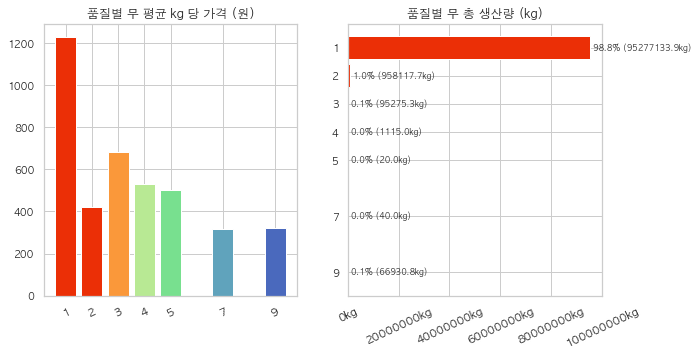 품질별 무 평균 kg 당 가격 (원)
1200
1000
800
600
400
200
0
1
2
3
4
5
7
9
품질별 무 총 생산량 (kg)
1
98.8% (95277133.9kg)
2
1.0% (958117.7kg)
3
0.1% (95275.3kg)
4
0.0% (1115.0kg)
5
0.0% (20.0kg)
7
0.0% (40.0kg)
9
0.1% (66930.8kg)
0kg
20000000kg
40000000kg
60000000kg
80000000kg
100000000kg